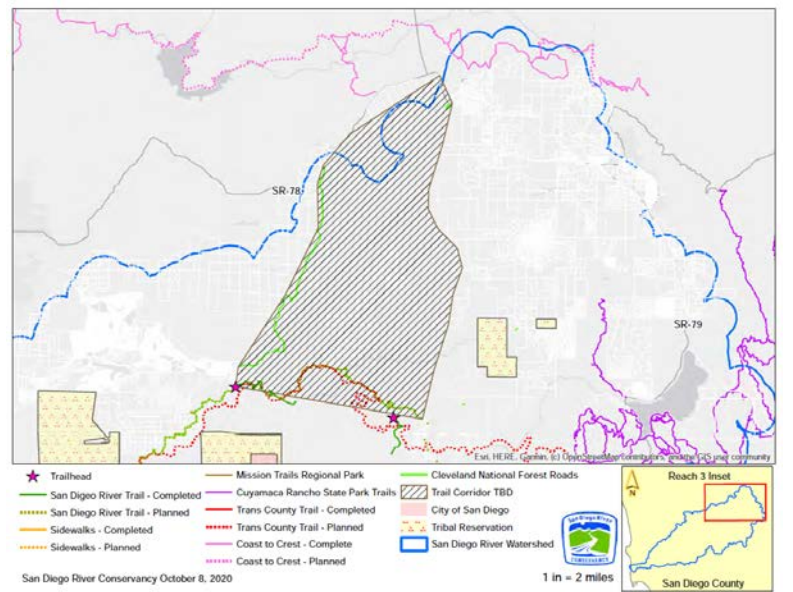 SR-78
SR-79
Esri, HERE, Garmin, (c) OpenStreetMap contributors, and the GIS user community
Trailhead
San Digeo River Trail - Completed
San Diego River Trail - Planned
Sidewalks - Completed
Sidewalks - Planned
Mission Trails Regional Park
Cuyamaca Rancho State Park Trails
Trans County Trail - Completed
Trans County Trail - Planned
Coast to Crest - Complete
Coast to Crest - Planned
Cleveland National Forest Roads
Trail Corridor TBD
City of San Diego
Tribal Reservation
San Diego River Watershed
San Diego River
CONSERVANCY
1 in = 2 miles
Reach 3 Inset
N
San Diego County
San Diego River Conservancy October 8, 2020